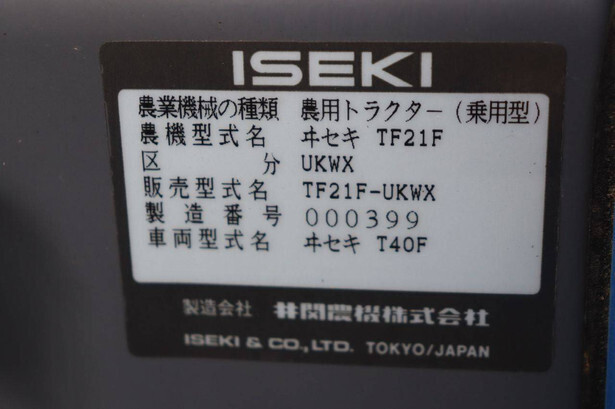 ISEKI
農業機械の種類 農用トラクター(乗用型)
農機型式名 ヰセキ TF21F
区分 UKWX
販売型式名 TF21F-UKWX
製造番号 000399
車両型式名 ヰセキ T40F
製造会社 井関農機株式会社
ISEKI & CO.,LTD. TOKYO/JAPAN